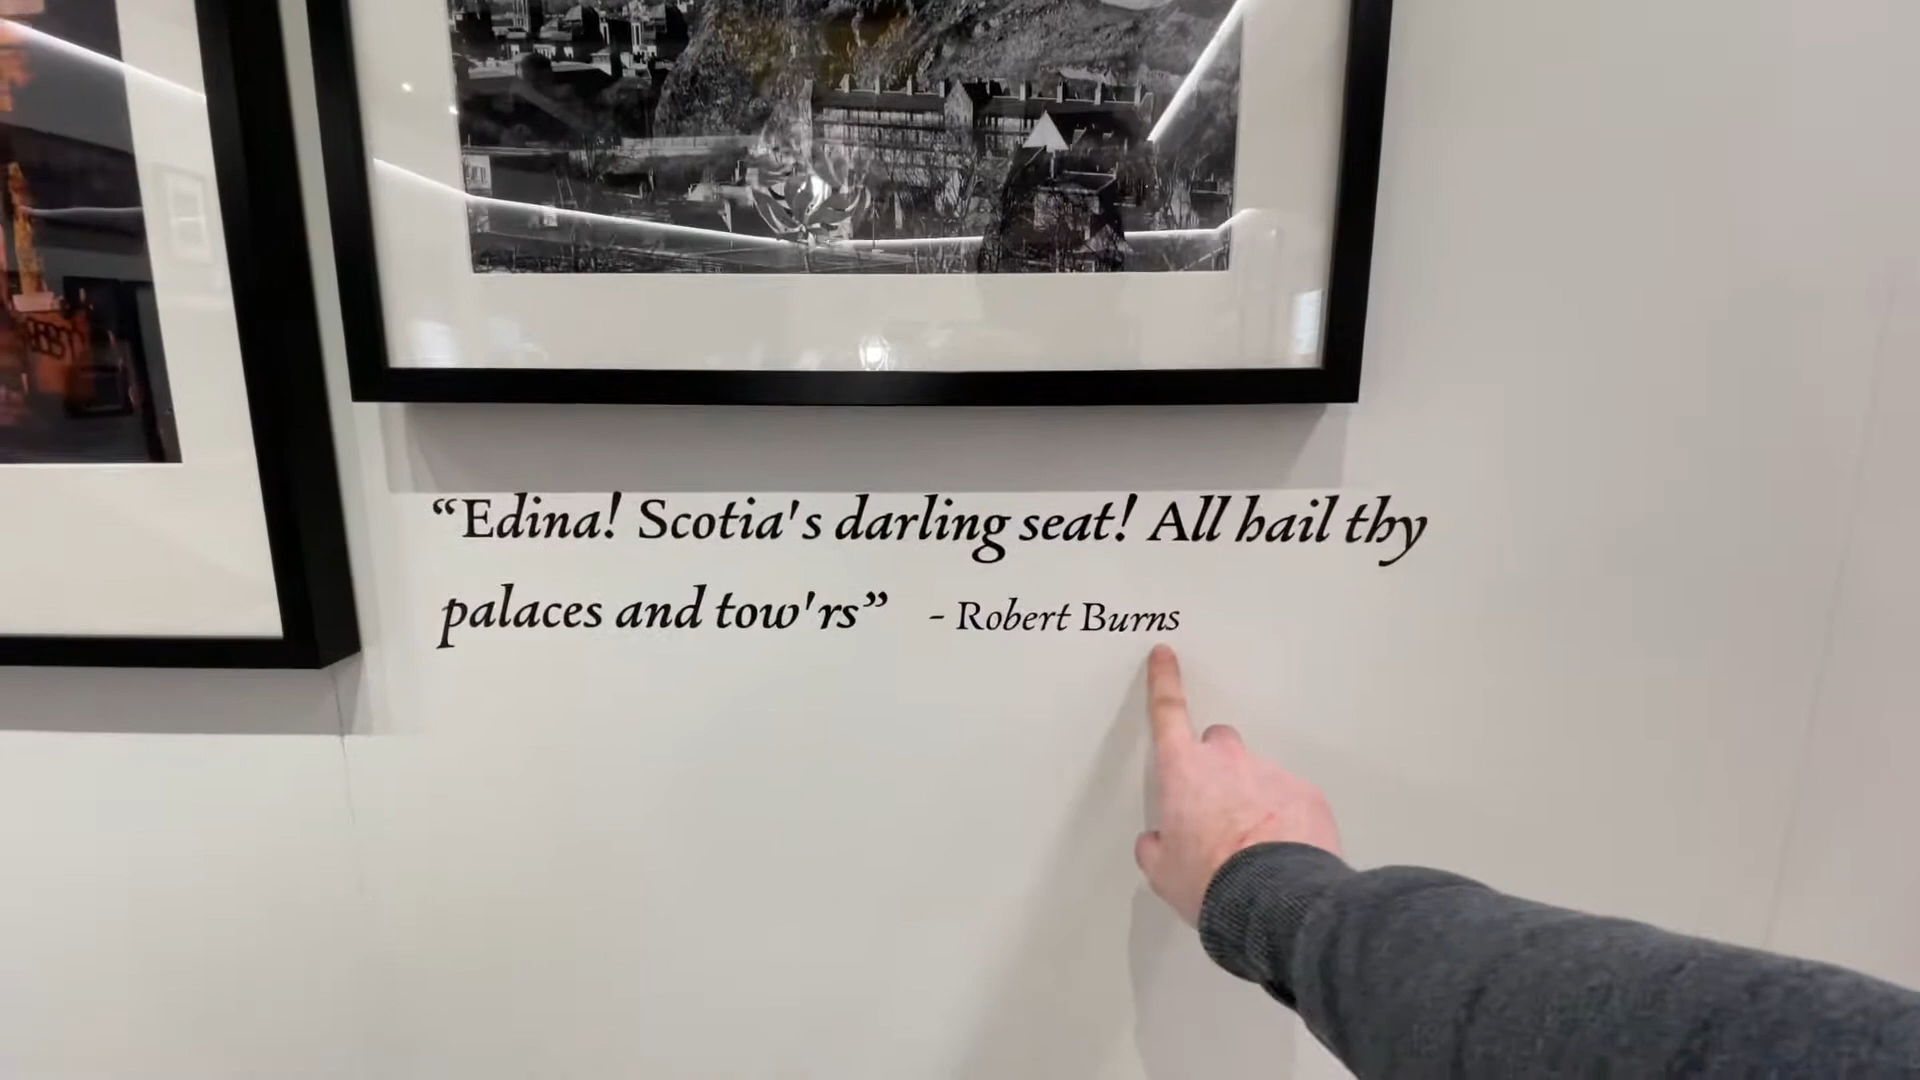 “Edina! Scotia's darling seat! All hail thy
palaces and tow'rs” - Robert Burns